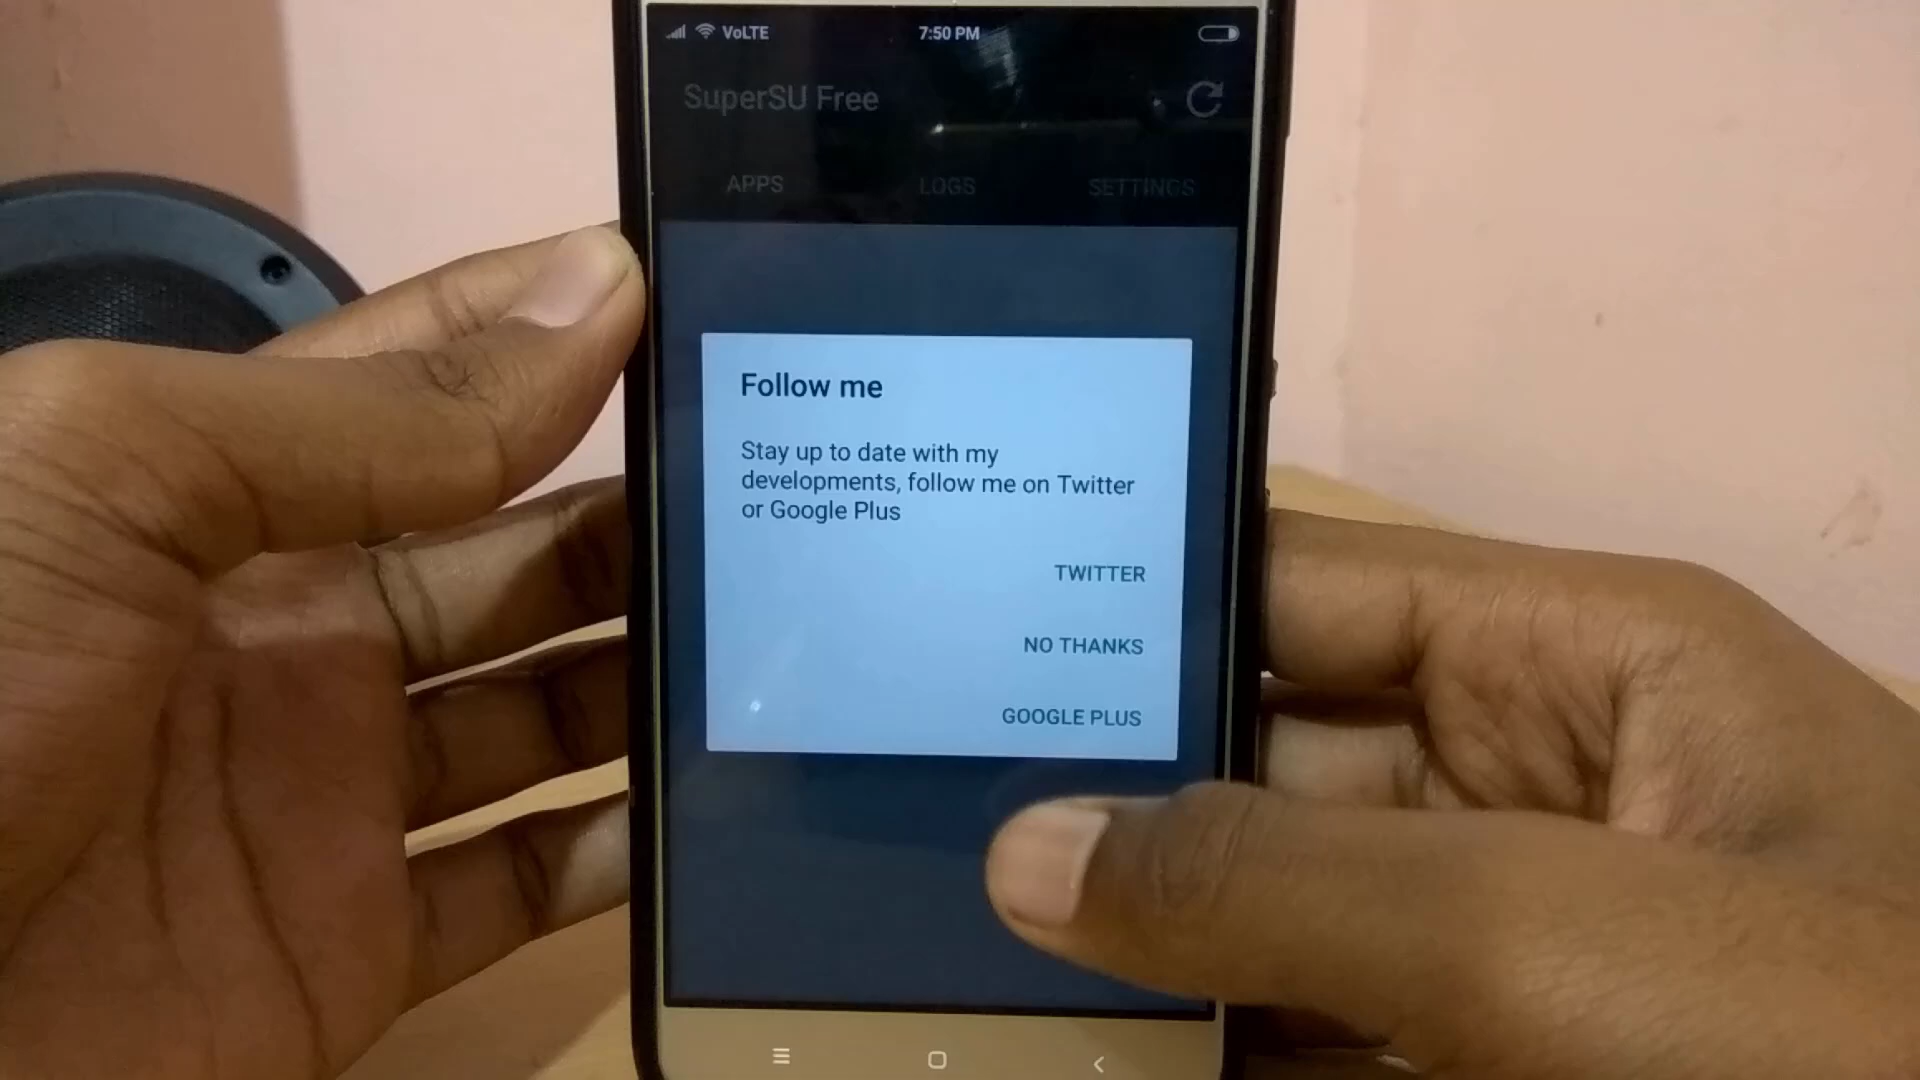 VoLTE 7:50 PM
SuperSU Free
APPS LOGS SETTINGS
Follow me
Stay up to date with my
developments, follow me on Twitter
or Google Plus
TWITTER
NO THANKS
GOOGLE PLUS